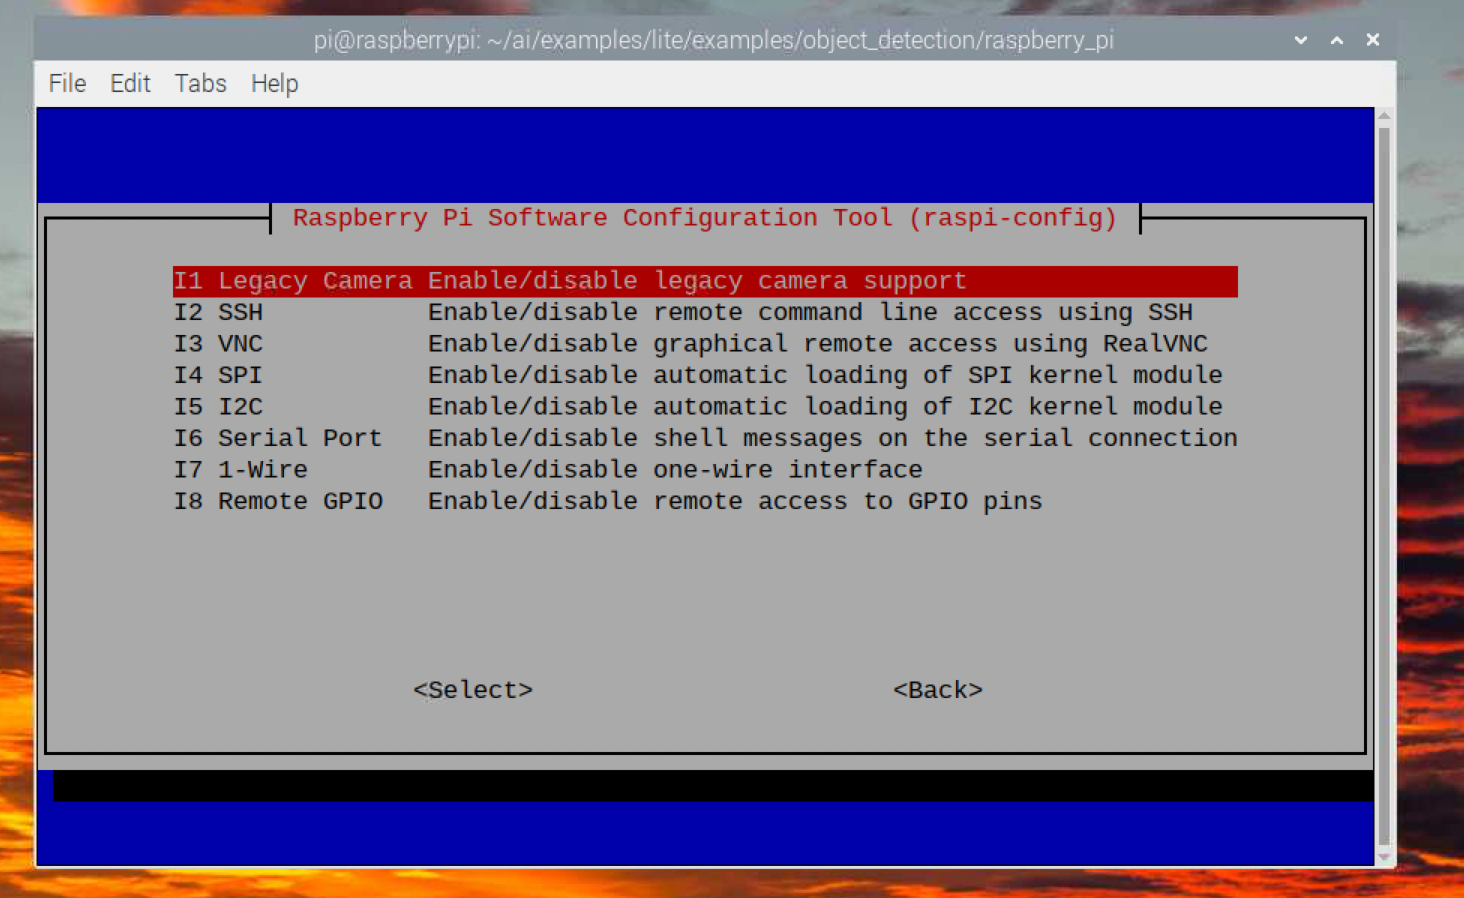 pi@raspberrypi: ~/ai/examples/lite/examples/object_detection/raspberry_pi
File Edit Tabs Help
Raspberry Pi Software Configuration Tool (raspi-config)
I1 Legacy Camera Enable/disable legacy camera support
I2 SSH Enable/disable remote command line access using SSH
I3 VNC Enable/disable graphical remote access using RealVNC
I4 SPI Enable/disable automatic loading of SPI kernel module
I5 I2C Enable/disable automatic loading of I2C kernel module
I6 Serial Port Enable/disable shell messages on the serial connection
I7 1-Wire Enable/disable one-wire interface
I8 Remote GPIO Enable/disable remote access to GPIO pins
<Select> <Back>